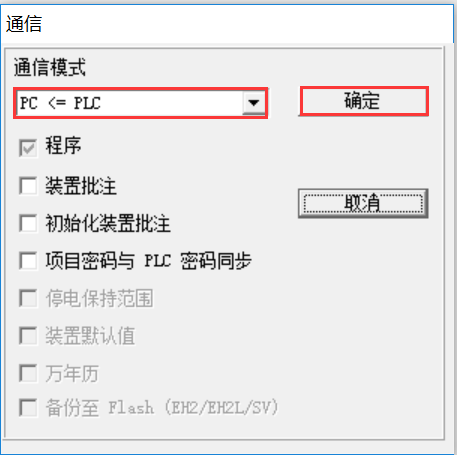 通信
通信模式
PC <= PLC
确定
程序
装置批注
取消
初始化装置批注
项目密码与 PLC 密码同步
停电保持范围
装置默认值
万年历
备份至 Flash (EH2/EH2L/SV)